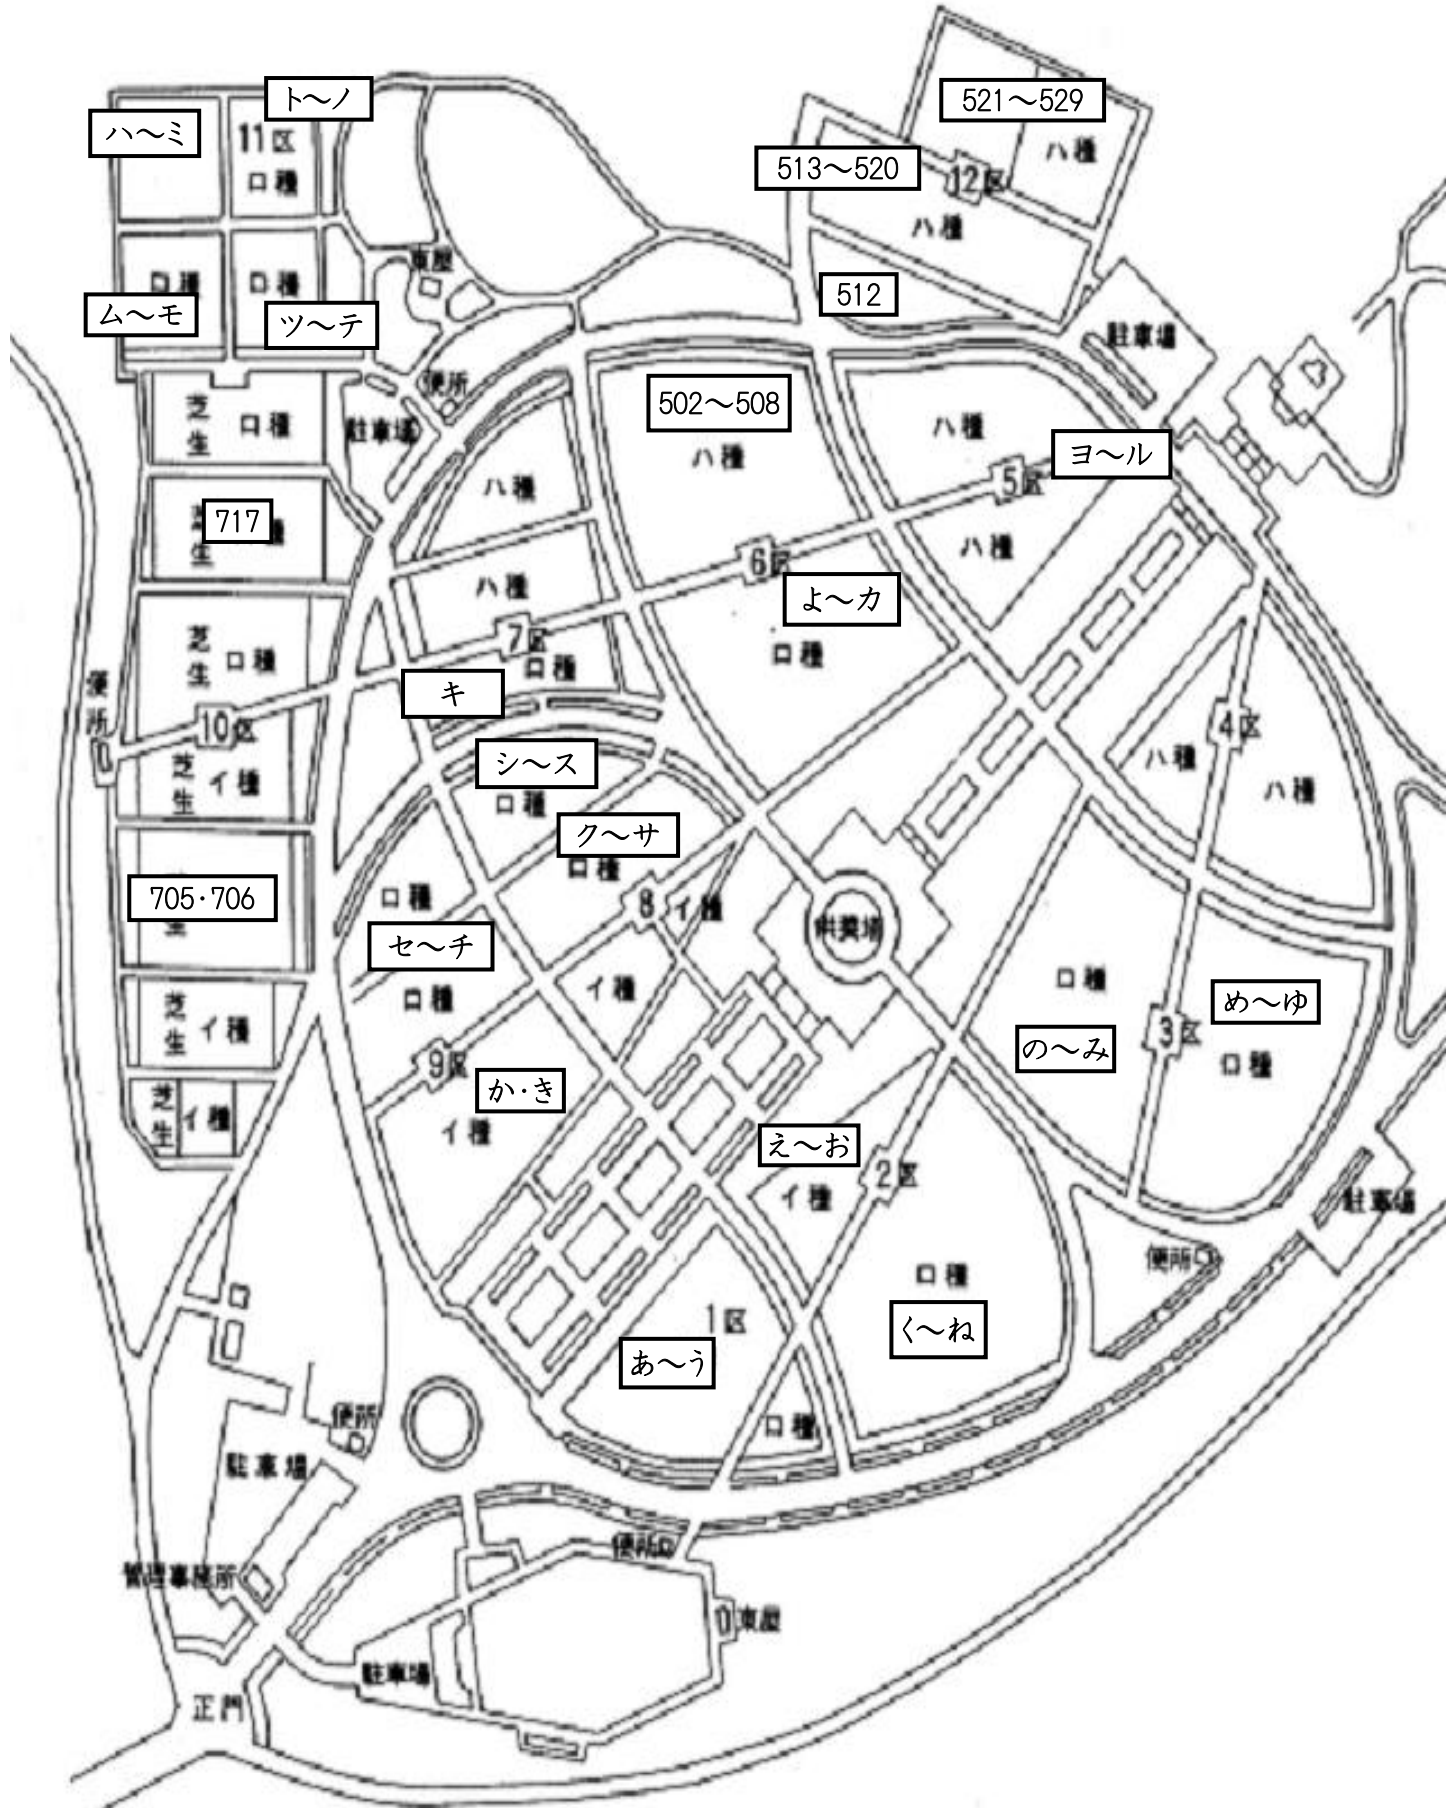 ト〜ノ
521〜529
ハ〜ミ
11区
ロ種
ハ種
513〜520
12区
ハ種
東屋
ロ種
ロ種
512
ム〜モ
ツ〜テ
駐車場
便所
502〜508
芝生
ロ種
駐車場
ハ種
ヨ〜ル
ハ種
5区
ハ種
717
ハ種
6区
ハ種
よ〜カ
7区
芝生
ロ種
ロ種
ロ種
キ
便所
10区
4区
シ〜ス
ハ種
芝生
イ種
ロ種
ハ種
ク〜サ
ロ種
705・706
ロ種
8
イ種
供養塔
セ〜チ
ロ種
イ種
ロ種
め〜ゆ
芝生
イ種
3区
の〜み
9区
ロ種
か・き
芝生
イ種
イ種
え〜お
2区
イ種
駐車場
便所
ロ種
1区
く〜ね
あ〜う
便所
ロ種
駐車場
便所
管理事務所
東屋
駐車場
正門